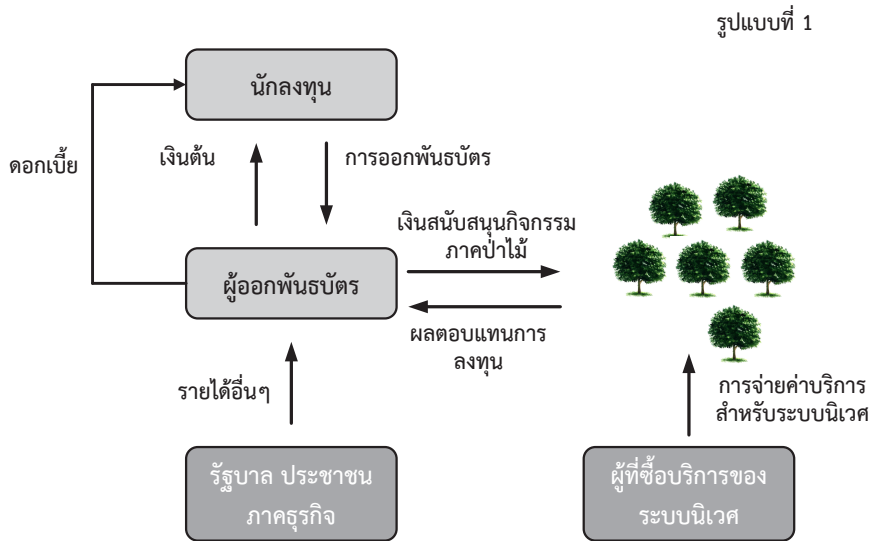 รูปแบบที่ 1
นักลงทุน
ดอกเบี้ย
เงินต้น
การออกพันธบัตร
เงินสนับสนุนกิจกรรม
ภาคป่าไม้
ผู้ออกพันธบัตร
ผลตอบแทนการ
ลงทุน
รายได้อื่นๆ
การจ่ายค่าบริการ
สำหรับระบบนิเวศ
รัฐบาล ประชาชน
ภาคธุรกิจ
ผู้ที่ซื้อบริการของ
ระบบนิเวศ